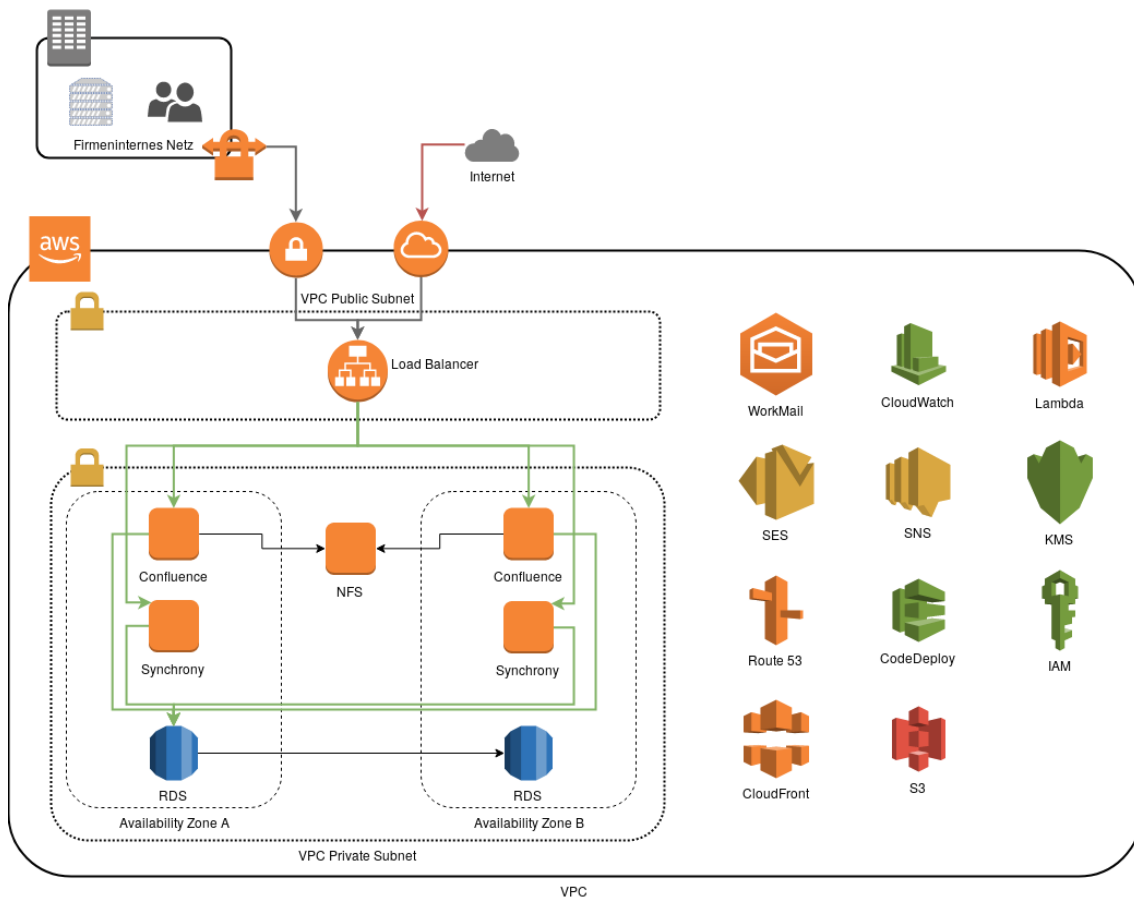 Firmeninternes Netz
Internet
aws
VPC Public Subnet
Load Balancer
WorkMail
CloudWatch
Lambda
SES
SNS
KMS
Confluence
NFS
Confluence
Synchrony
Synchrony
Route 53
CodeDeploy
IAM
RDS
RDS
CloudFront
S3
Availability Zone A
Availability Zone B
VPC Private Subnet
VPC